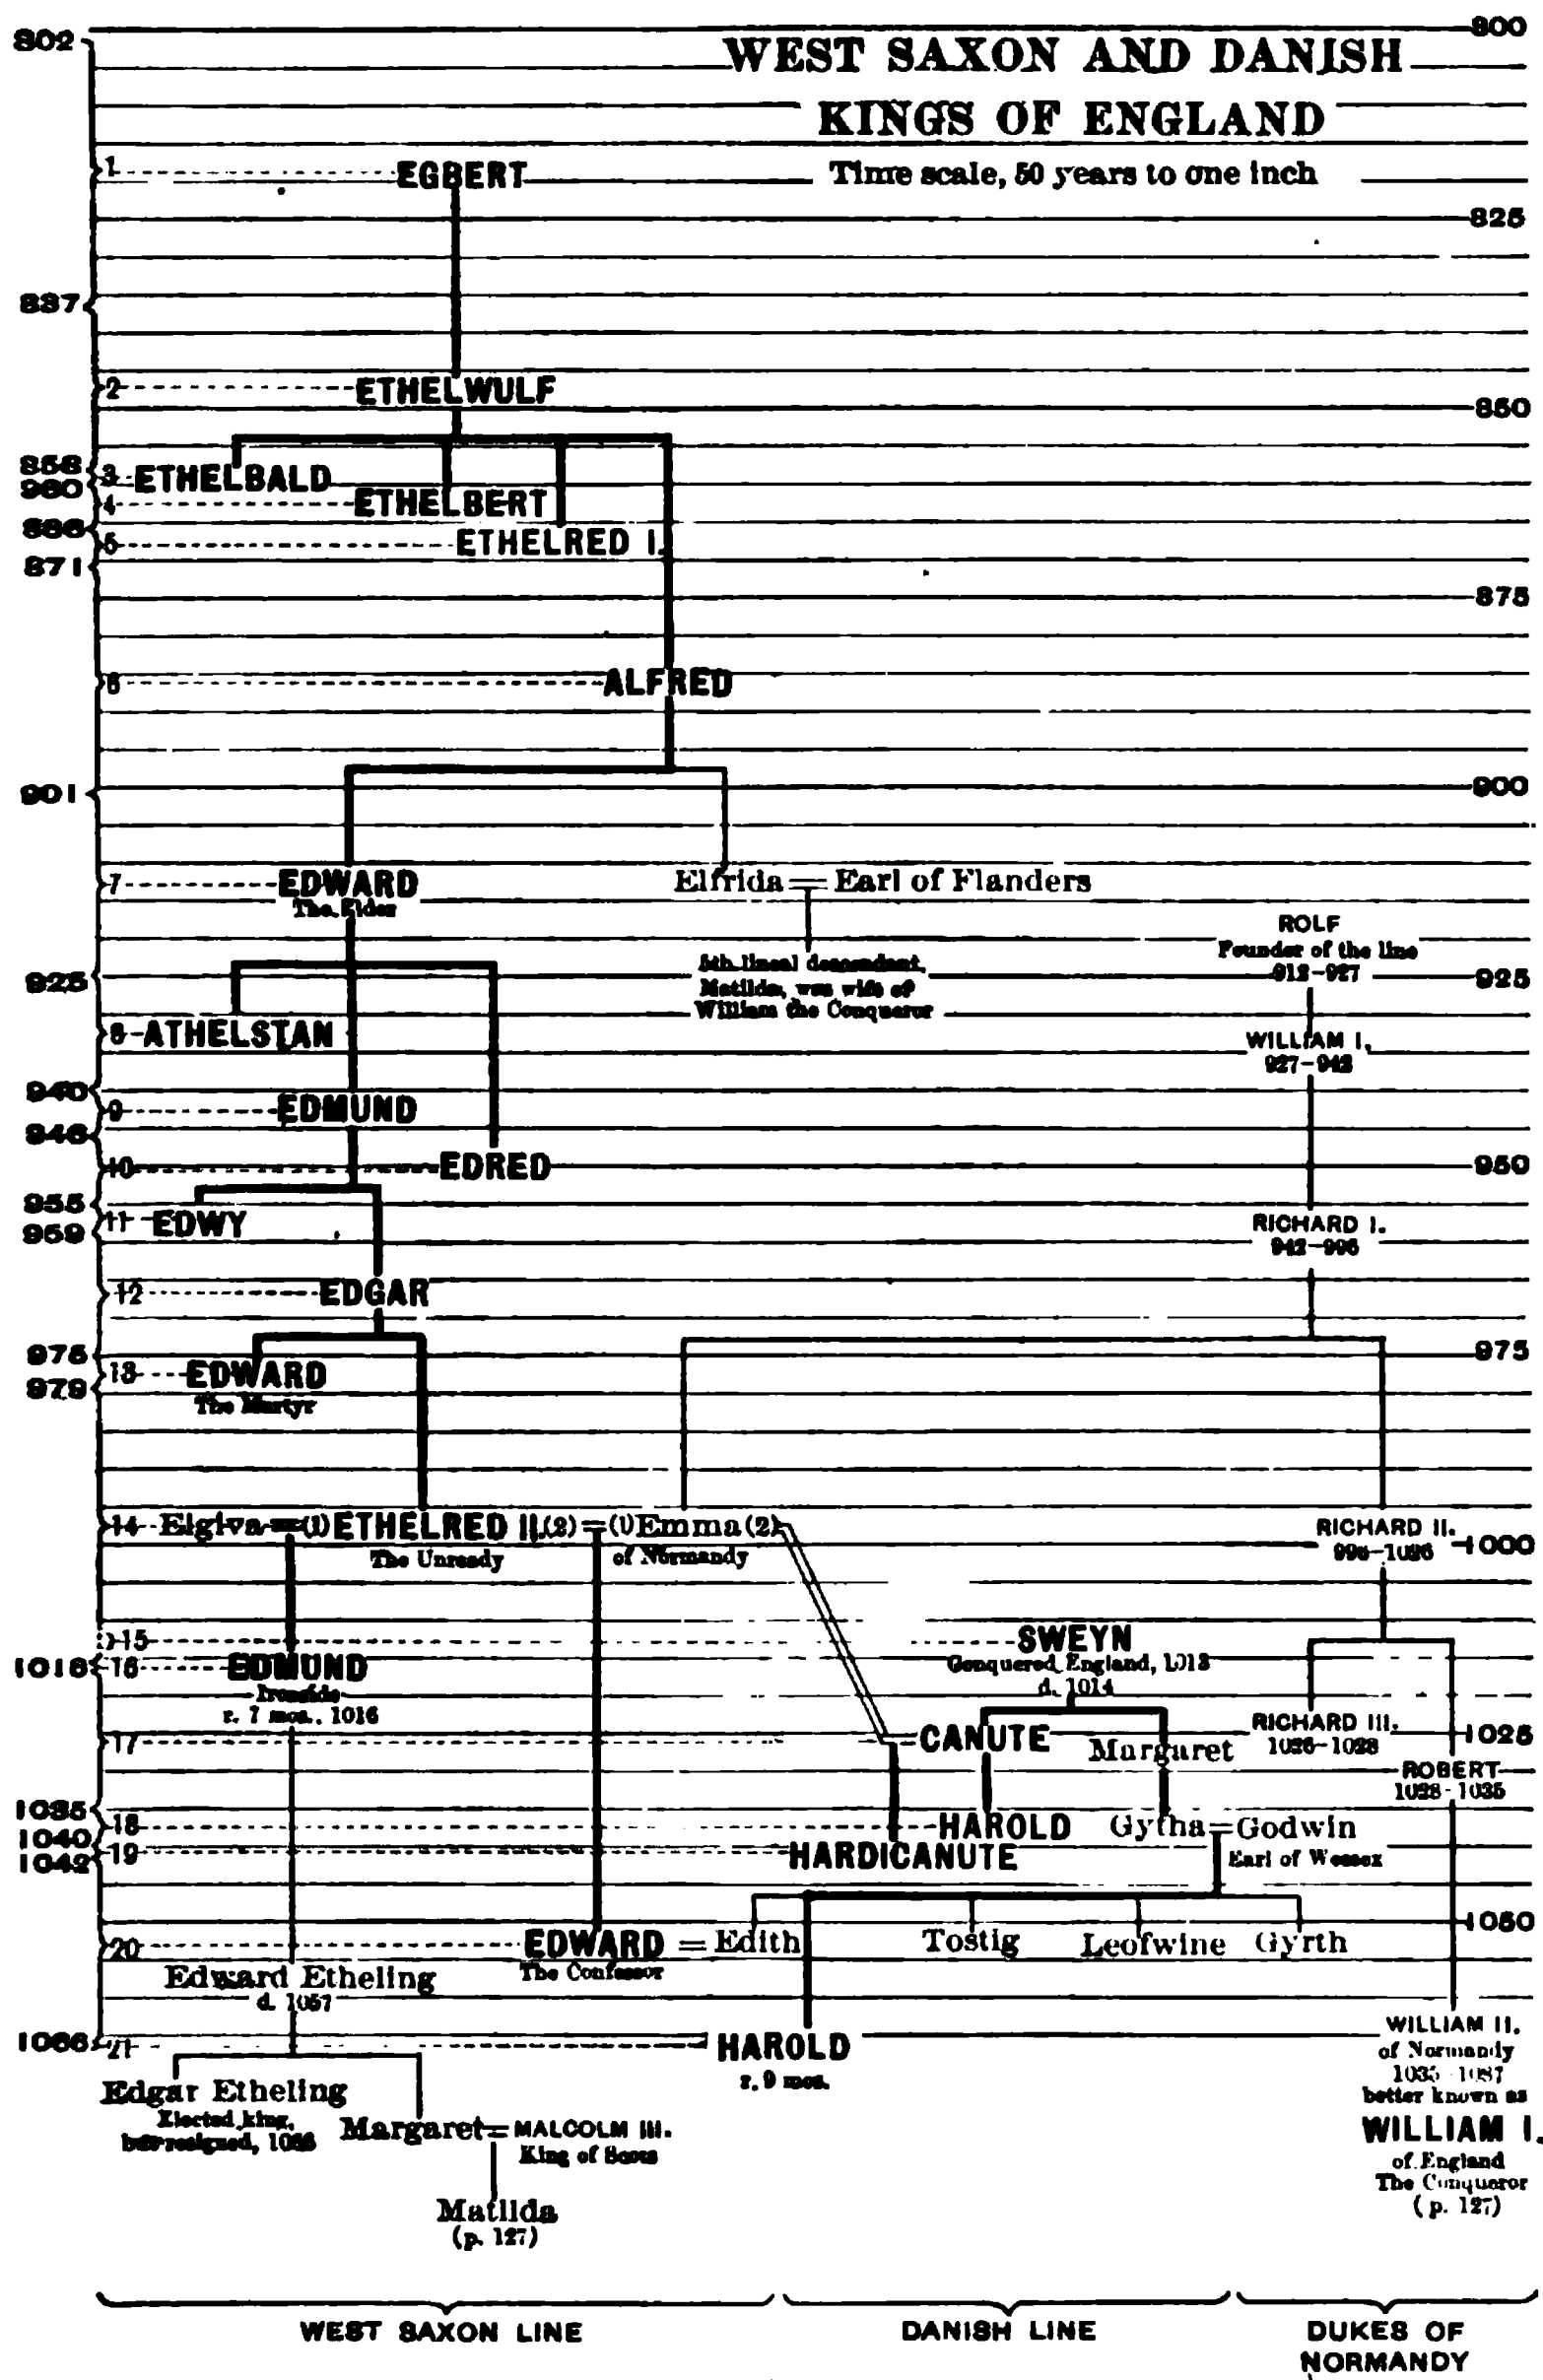 802
800
WEST SAXON AND DANISH
KINGS OF ENGLAND
Time scale, 50 years to one inch
1 EGBERT
825
837
2 ETHELWULF
850
858
3 ETHELBALD
960
4 ETHELBERT
866
5 ETHELRED I.
871
875
6 ALFRED
901
900
7 EDWARD
The Elder
Elfrida = Earl of Flanders
ROLF
Founder of the line
912-927
5th lineal descendant,
Matilda, was wife of
William the Conqueror
925
925
8 ATHELSTAN
WILLIAM I.
927-942
940
9 EDMUND
946
10 EDRED
950
955
11 EDWY
959
RICHARD I.
942-996
12 EDGAR
975
975
13 EDWARD
The Martyr
979
14 Elgiva = (1) ETHELRED II. (2) = (1) Emma (2)
The Unready
of Normandy
RICHARD II.
996-1026
1000
15 SWEYN
Conquered England, 1013
d. 1014
1016
16 EDMUND
Ironside
r. 7 mos., 1016
17 = CANUTE
Margaret
RICHARD III.
1026-1028
1025
ROBERT
1028-1035
1035
18 HAROLD
Gytha = Godwin
Earl of Wessex
1040
19 HARDICANUTE
1042
1050
20 EDWARD = Edith
The Confessor
Tostig
Leofwine
Gyrth
Edward Etheling
d. 1057
1066
21 HAROLD
r. 9 mos.
WILLIAM II.
of Normandy
1035-1087
better known as
WILLIAM I.
of England
The Conqueror
(p. 127)
Edgar Etheling
Elected king,
but resigned, 1066
Margaret = MALCOLM III.
King of Scots
Matilda
(p. 127)
WEST SAXON LINE
DANISH LINE
DUKES OF
NORMANDY